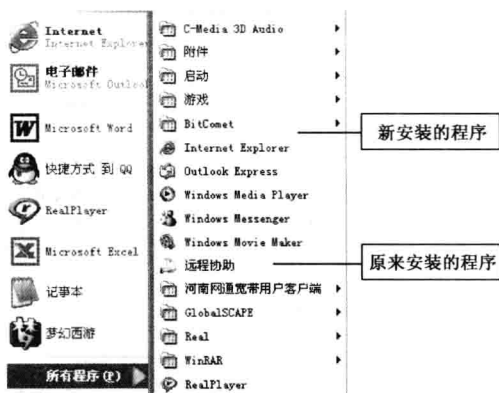 Internet
Internet Explorer
电子邮件
Microsoft Outlook
Microsoft Word
快捷方式 到 QQ
RealPlayer
Microsoft Excel
记事本
梦幻西游
所有程序(P)
C-Media 3D Audio
附件
启动
游戏
BitComet
Internet Explorer
Outlook Express
Windows Media Player
Windows Messenger
Windows Movie Maker
远程协助
河南网通宽带用户客户端
GlobalSCAPE
Real
WinRAR
RealPlayer
新安装的程序
原来安装的程序